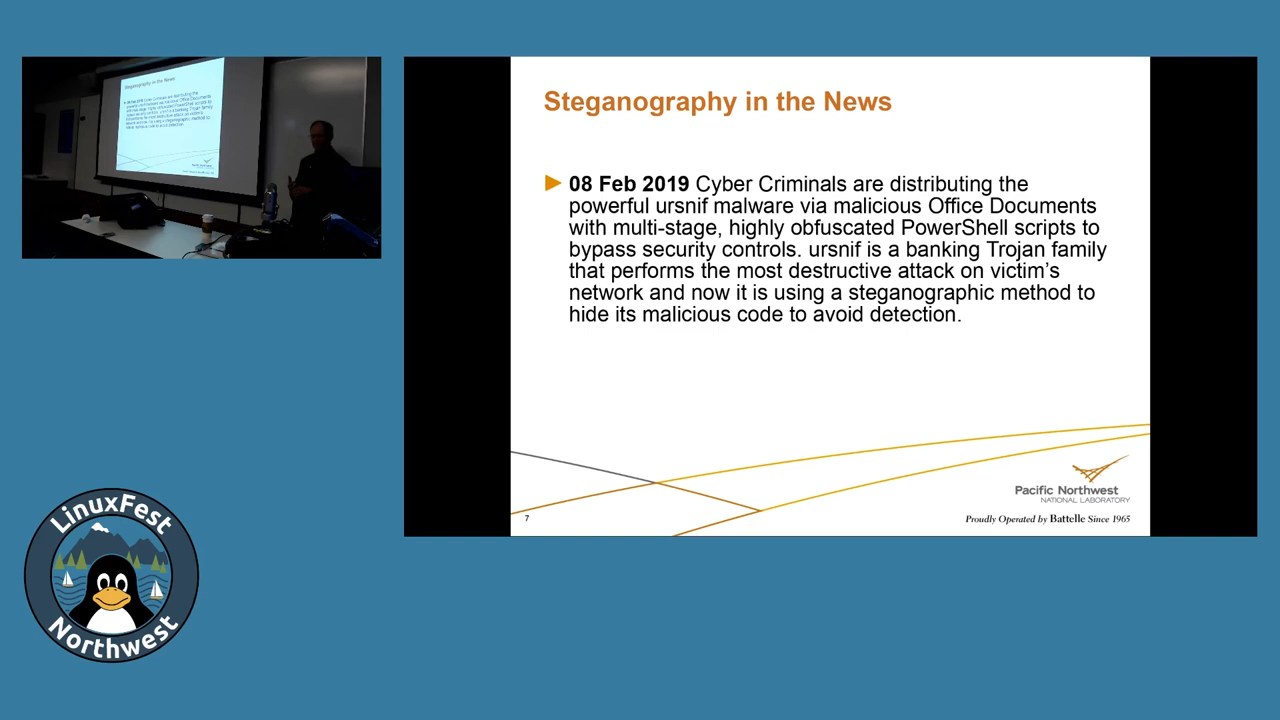 Steganography in the News
08 Feb 2019 Cyber Criminals are distributing the
powerful ursnif malware via malicious Office Documents
with multi-stage, highly obfuscated PowerShell scripts to
bypass security controls. ursnif is a banking Trojan family
that performs the most destructive attack on victim's
network and now it is using a steganographic method to
hide its malicious code to avoid detection.
Pacific Northwest
NATIONAL LABORATORY
7
Proudly Operated by Battelle Since 1965
LinuxFest
Northwest